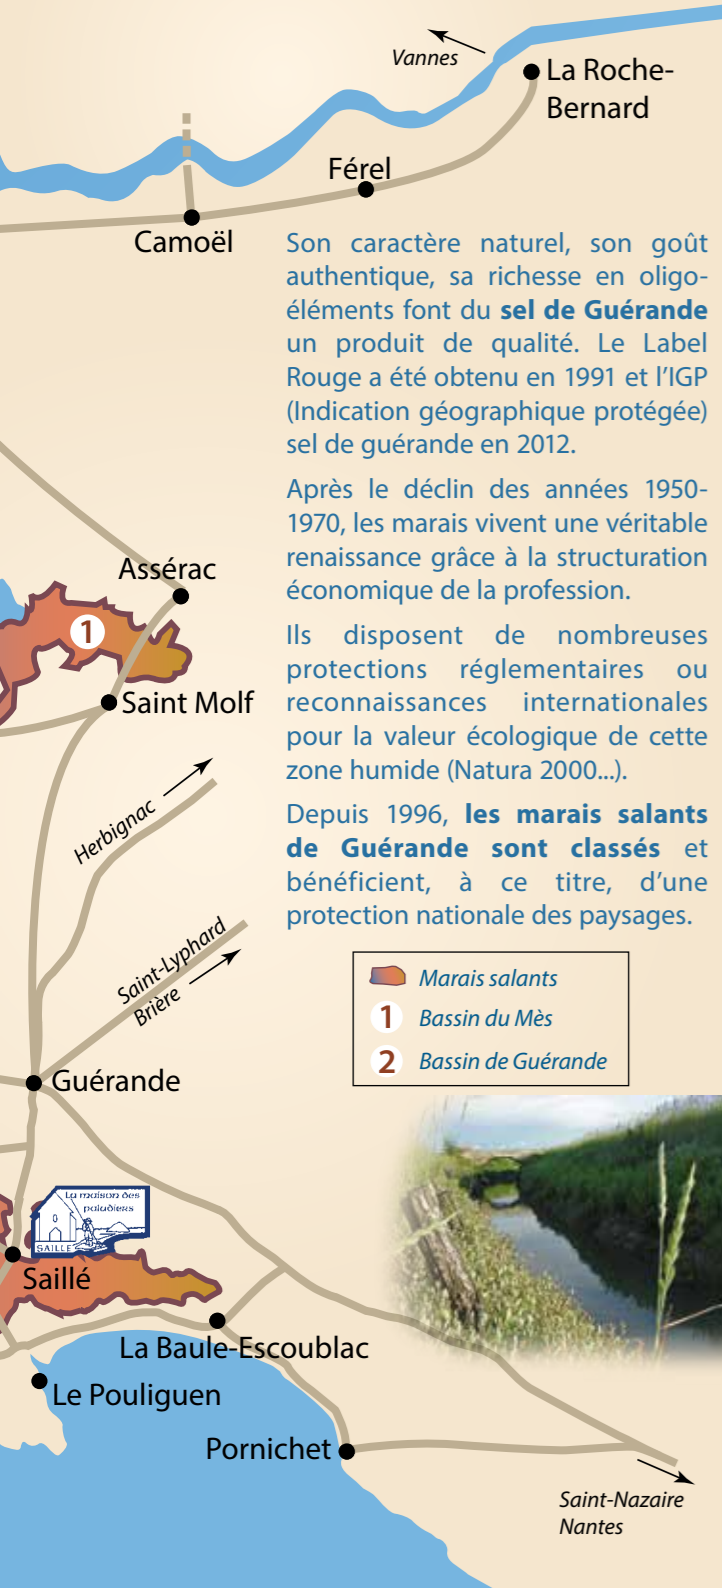 Vannes
La Roche-
Bernard
Férel
Camoël
Son caractère naturel, son goût
authentique, sa richesse en oligo-
éléments font du sel de Guérande
un produit de qualité. Le Label
Rouge a été obtenu en 1991 et l’IGP
(Indication géographique protégée)
sel de guérande en 2012.
Après le déclin des années 1950-
1970, les marais vivent une véritable
renaissance grâce à la structuration
économique de la profession.
Ils disposent de nombreuses
protections réglementaires ou
reconnaissances internationales
pour la valeur écologique de cette
zone humide (Natura 2000...).
Depuis 1996, les marais salants
de Guérande sont classés et
bénéficient, à ce titre, d’une
protection nationale des paysages.
Assérac
1
Saint Molf
Herbignac
Saint-Lyphard
Brière
Marais salants
1 Bassin du Mès
2 Bassin de Guérande
Guérande
La maison des
paludiers
SAILLÉ
Saillé
La Baule-Escoublac
Le Pouliguen
Pornichet
Saint-Nazaire
Nantes